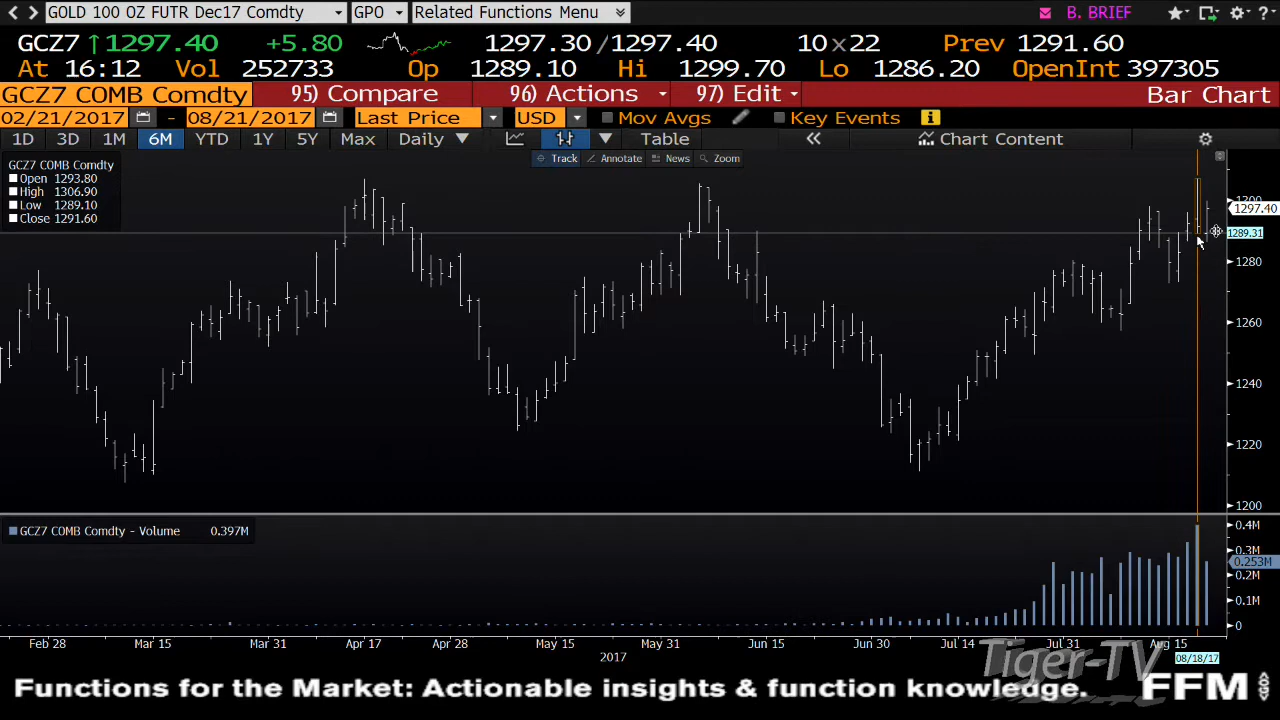 GOLD 100 OZ FUTR Dec17 Comdty GPO Related Functions Menu B. BRIEF
GCZ7 ↑1297.40 +5.80 1297.30/1297.40 10×22 Prev 1291.60
At 16:12 Vol 252733 Op 1289.10 Hi 1299.70 Lo 1286.20 OpenInt 397305
GCZ7 COMB Comdty 95) Compare 96) Actions 97) Edit Bar Chart
02/21/2017 - 08/21/2017 Last Price USD Mov Avgs Key Events
1D 3D 1M 6M YTD 1Y 5Y Max Daily Table Chart Content
Track Annotate News Zoom
GCZ7 COMB Comdty
Open 1293.80
High 1306.90
Low 1289.10
Close 1291.60
1300
1297.40
1289.31
1280
1260
1240
1220
1200
GCZ7 COMB Comdty - Volume 0.397M
0.4M
0.3M
0.253M
0.2M
0.1M
0
Feb 28 Mar 15 Mar 31 Apr 17 Apr 28 May 15 May 31 Jun 15 Jun 30 Jul 14 Jul 31 Aug 15
2017
08/18/17
Tiger-TV
Functions for the Market: Actionable insights & function knowledge. FFM